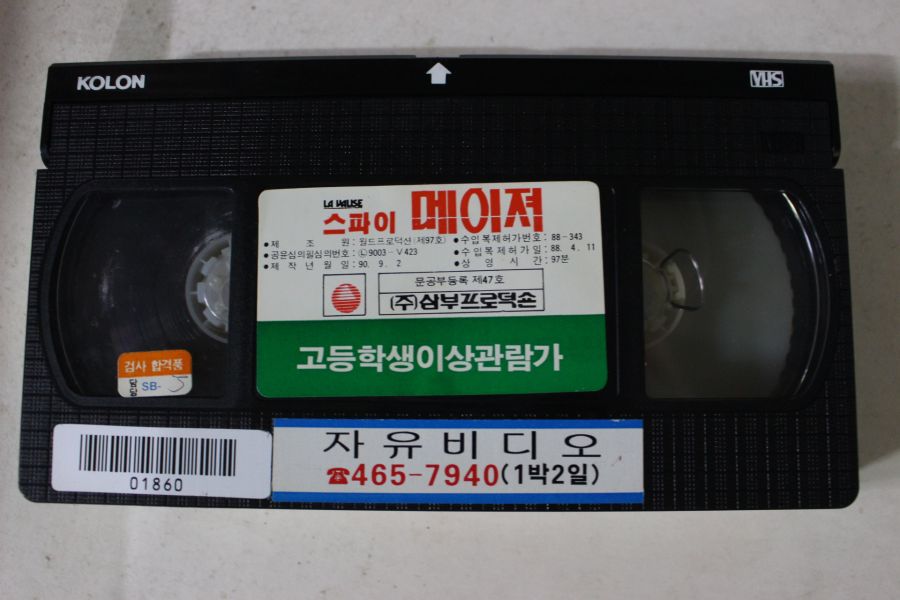 KOLON
VHS
LA VALISE
스파이 메이져
● 제 조 원 : 월드프로덕션(제97호) ● 수입복제허가번호 : 88-343
● 공윤심의필심의번호 : Ⓛ9003-V423 수입복제허가일 : 88. 4. 11
● 제작년월일 : 90. 9. 2 ● 상영시간 : 97분
문공부등록 제47호
(주)삼부프로덕숀
고등학생이상관람가
검사 합격품
SB-
자유비디오
01860
☎465-7940(1박2일)